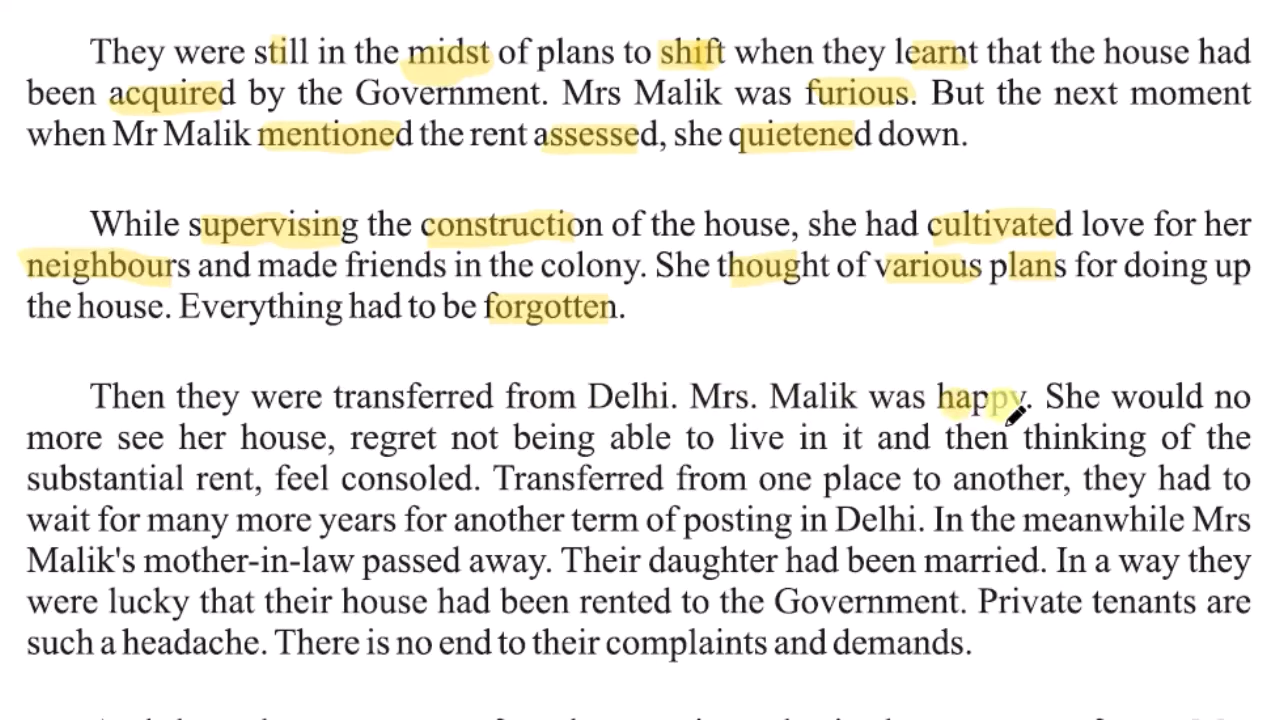 They were still in the midst of plans to shift when they learnt that the house had
been acquired by the Government. Mrs Malik was furious. But the next moment
when Mr Malik mentioned the rent assessed, she quietened down.
While supervising the construction of the house, she had cultivated love for her
neighbours and made friends in the colony. She thought of various plans for doing up
the house. Everything had to be forgotten.
Then they were transferred from Delhi. Mrs. Malik was happy. She would no
more see her house, regret not being able to live in it and then thinking of the
substantial rent, feel consoled. Transferred from one place to another, they had to
wait for many more years for another term of posting in Delhi. In the meanwhile Mrs
Malik's mother-in-law passed away. Their daughter had been married. In a way they
were lucky that their house had been rented to the Government. Private tenants are
such a headache. There is no end to their complaints and demands.